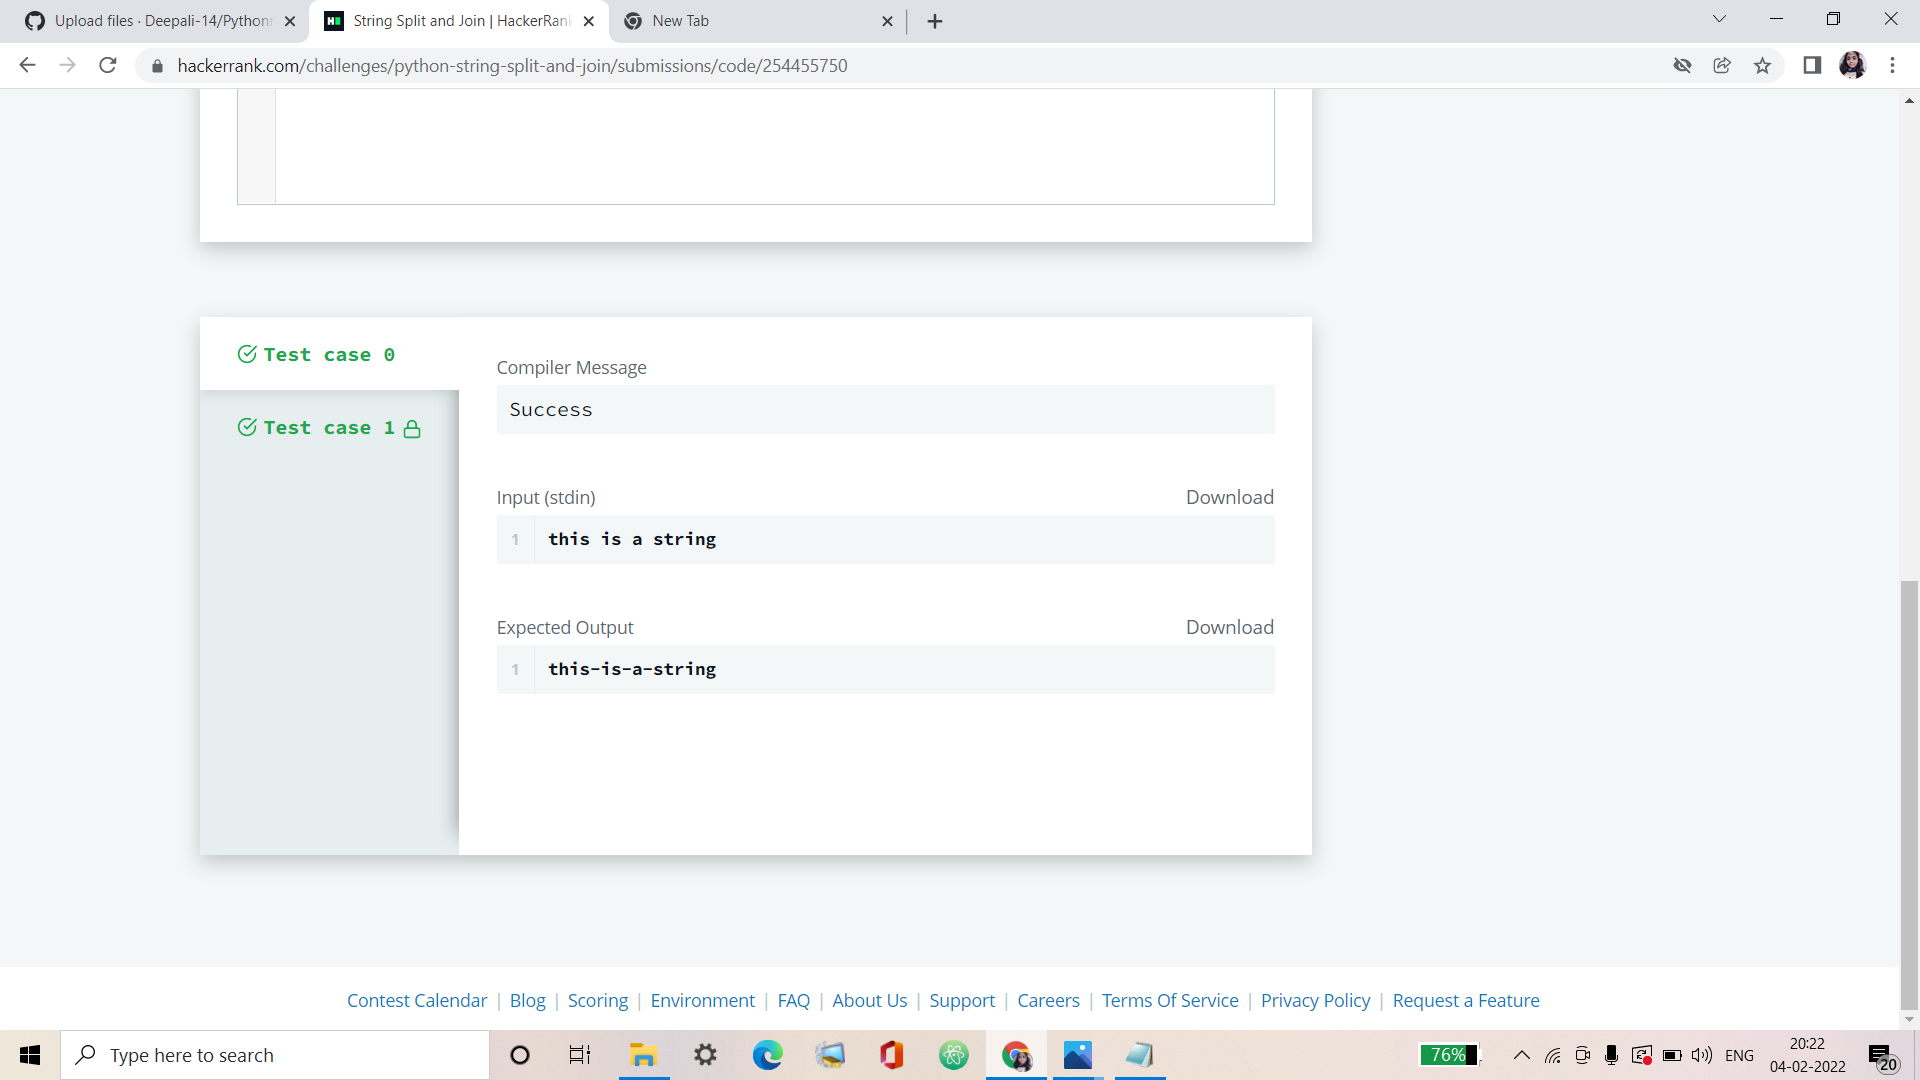 Upload files · Deepali-14/Python
String Split and Join | HackerRan
New Tab
hackerrank.com/challenges/python-string-split-and-join/submissions/code/254455750
Test case 0
Test case 1
Compiler Message
Success
Input (stdin)
Download
1 this is a string
Expected Output
Download
1 this-is-a-string
Contest Calendar | Blog | Scoring | Environment | FAQ | About Us | Support | Careers | Terms Of Service | Privacy Policy | Request a Feature
Type here to search
76%
ENG
20:22
04-02-2022
20